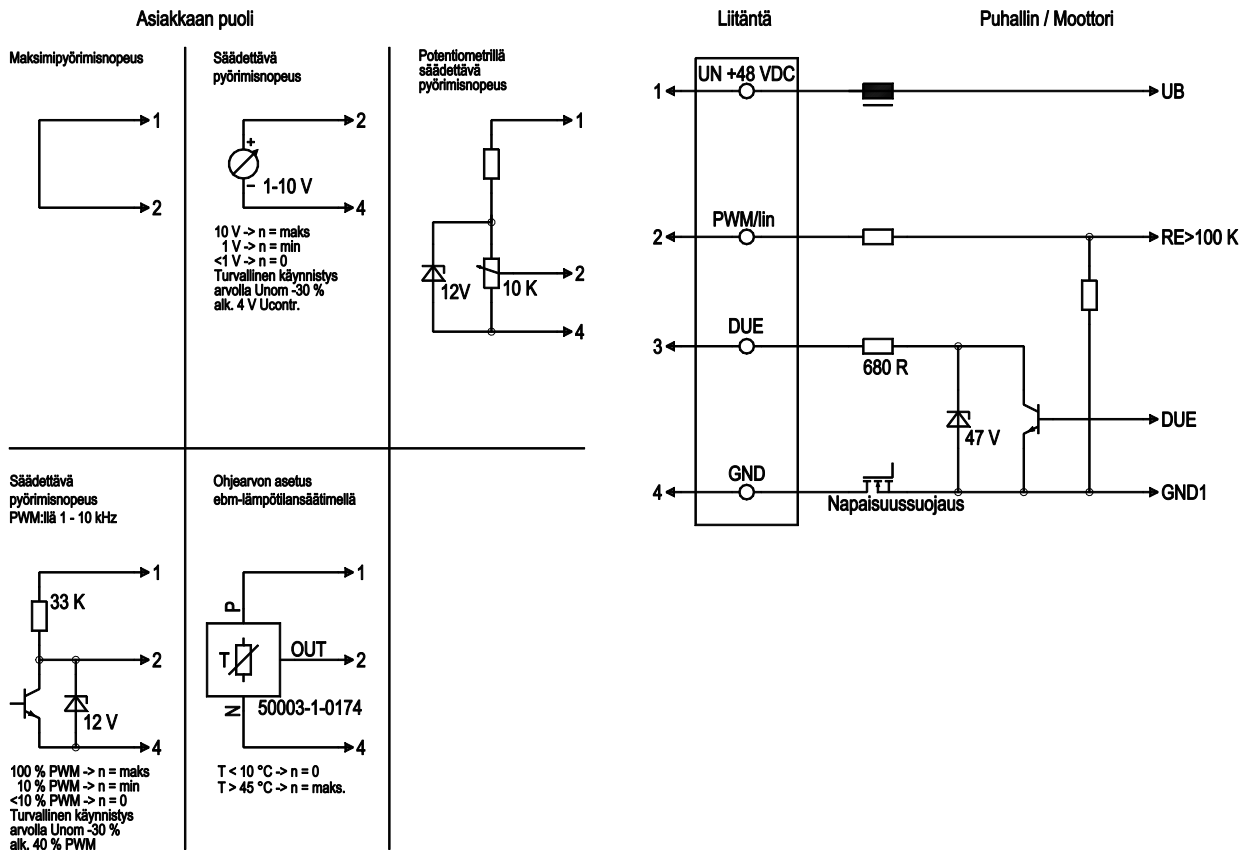 Asiakkaan puoli
Liitäntä
Puhallin / Moottori
Maksimipyörimisnopeus
1
2
Säädettävä
pyörimisnopeus
2
+
– 1-10 V
4
10 V -> n = maks
1 V -> n = min
<1 V -> n = 0
Turvallinen käynnistys
arvolla Unom -30 %
alk. 4 V Ucontr.
Potentiometrillä
säädettävä
pyörimisnopeus
1
12V
10 K
2
4
UN +48 VDC
1
UB
PWM/lin
2
RE>100 K
DUE
3
680 R
47 V
DUE
GND
4
Napaisuussuojaus
GND1
Säädettävä
pyörimisnopeus
PWM:llä 1 - 10 kHz
1
33 K
2
12 V
4
100 % PWM -> n = maks
10 % PWM -> n = min
<10 % PWM -> n = 0
Turvallinen käynnistys
arvolla Unom -30 %
alk. 40 % PWM
Ohjearvon asetus
ebm-lämpötilansäätimellä
1
P
T
OUT
2
N
50003-1-0174
4
T < 10 °C -> n = 0
T > 45 °C -> n = maks.